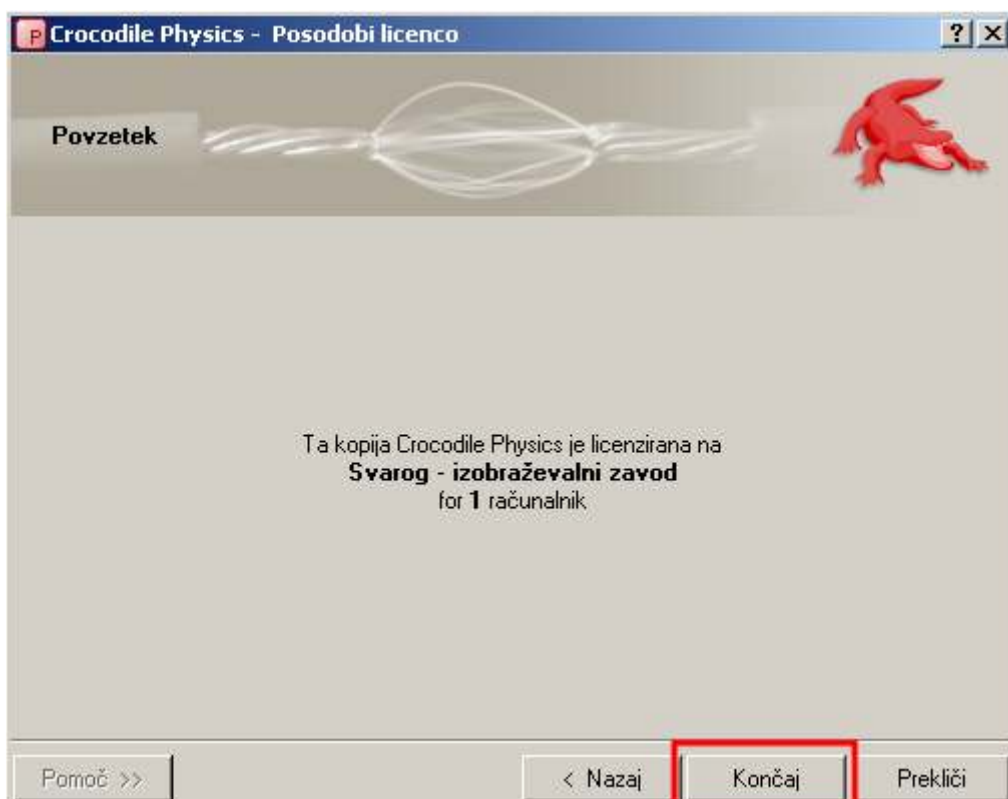 P Crocodile Physics - Posodobi licenco ? X
Povzetek
Ta kopija Crocodile Physics je licenzirana na
Svarog - izobraževalni zavod
for 1 računalnik
Pomoč >> < Nazaj Končaj Prekliči